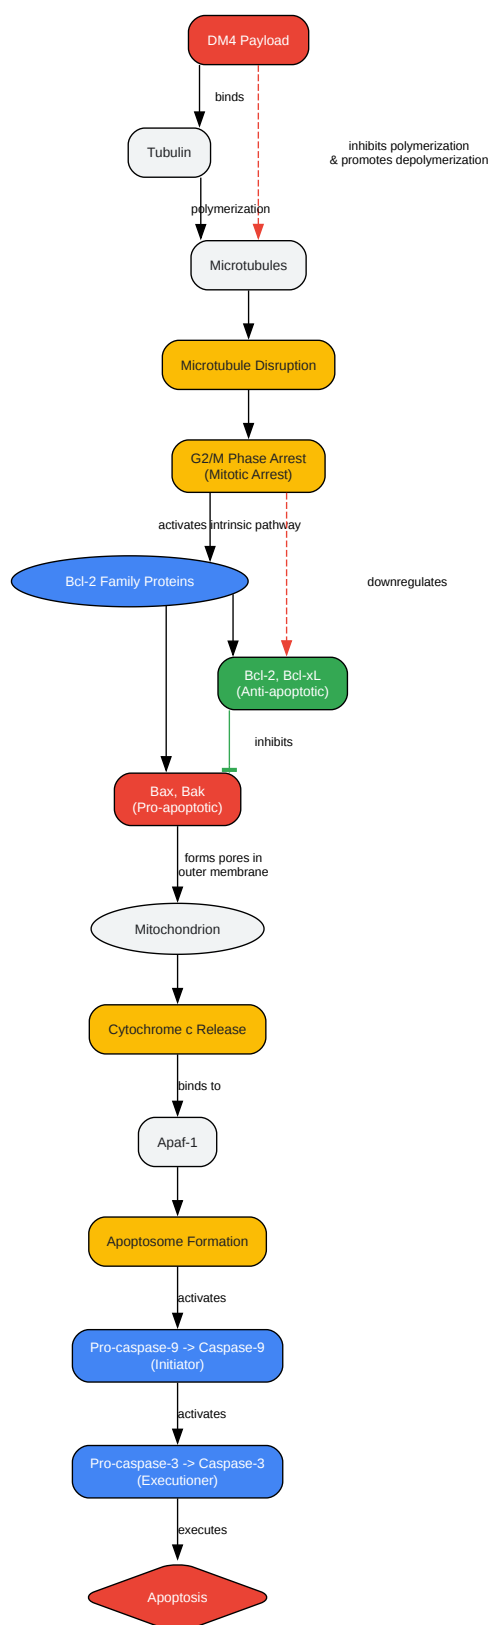 DM4 Payload
binds
inhibits polymerization
& promotes depolymerization
Tubulin
polymerization
Microtubules
Microtubule Disruption
G2/M Phase Arrest
(Mitotic Arrest)
activates intrinsic pathway
Bcl-2 Family Proteins
downregulates
Bcl-2, Bcl-xL
(Anti-apoptotic)
inhibits
Bax, Bak
(Pro-apoptotic)
forms pores in
outer membrane
Mitochondrion
Cytochrome c Release
binds to
Apaf-1
Apoptosome Formation
activates
Pro-caspase-9 -> Caspase-9
(Initiator)
activates
Pro-caspase-3 -> Caspase-3
(Executioner)
executes
Apoptosis